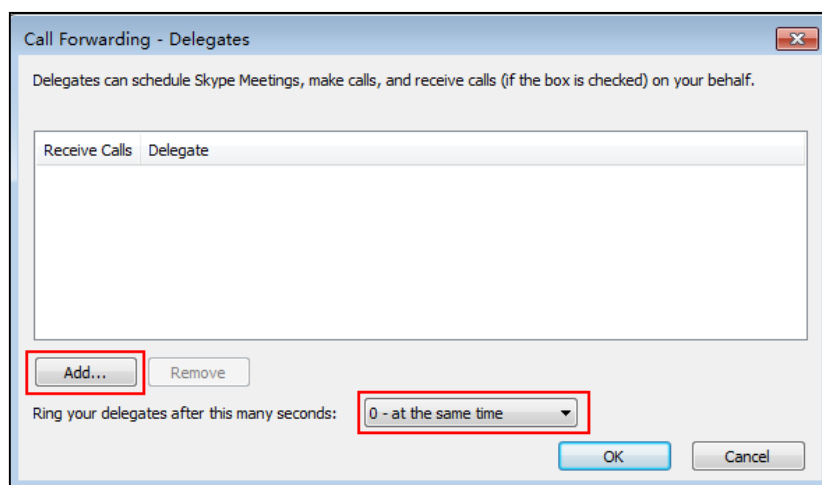 Call Forwarding - Delegates
Delegates can schedule Skype Meetings, make calls, and receive calls (if the box is checked) on your behalf.
Receive Calls Delegate
Add... Remove
Ring your delegates after this many seconds: 0 - at the same time
OK Cancel